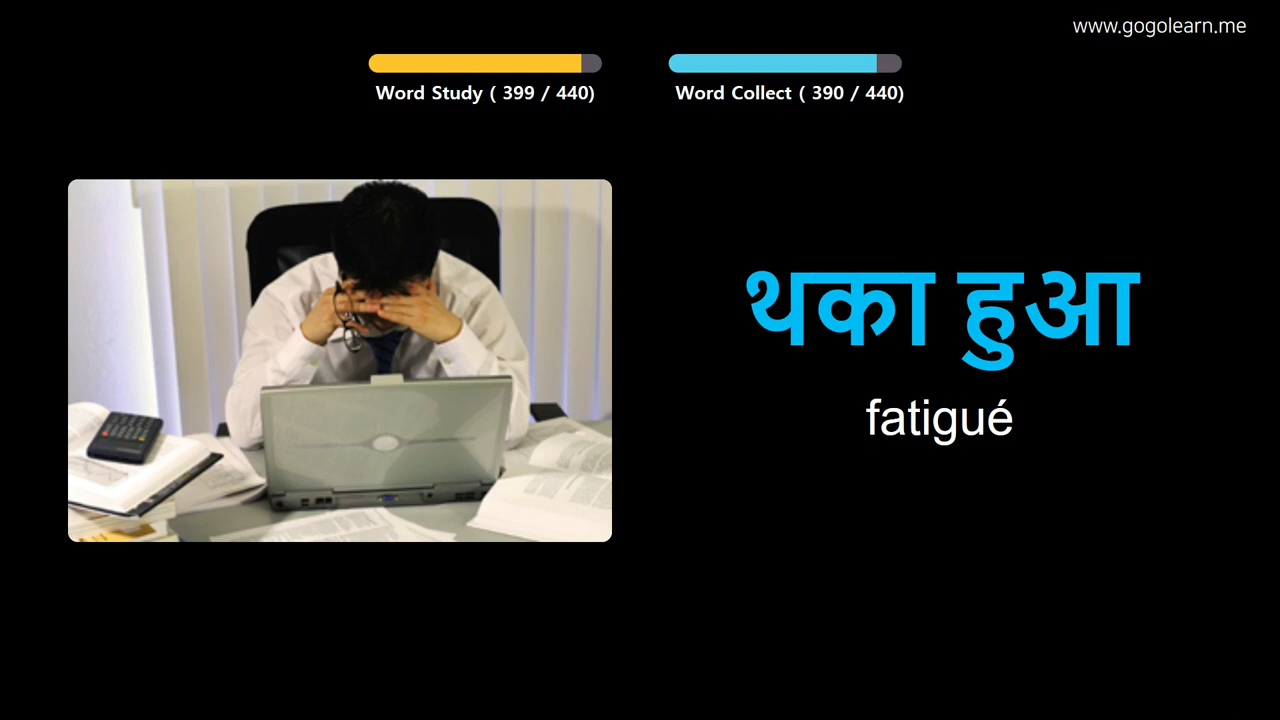 www.gogolearn.me
Word Study ( 399 / 440)
Word Collect ( 390 / 440)
थका हुआ
fatigué